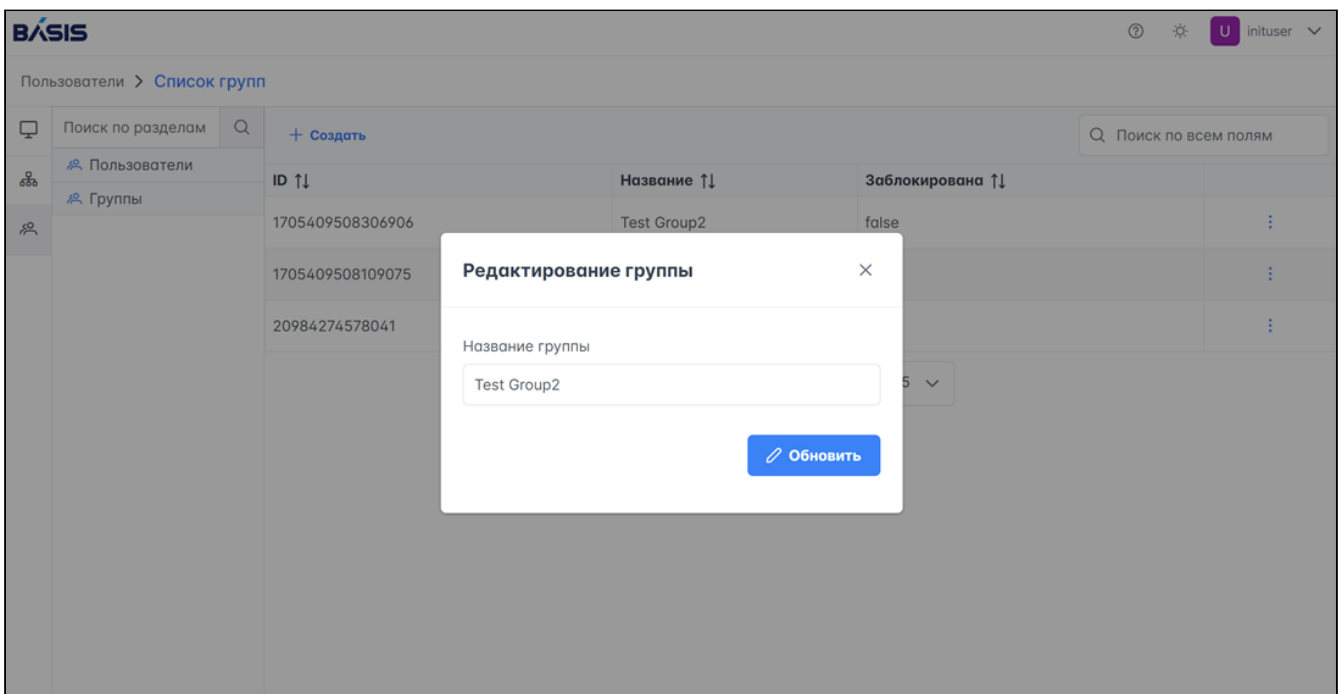 BASIS
U inituser
Пользователи > Список групп
Поиск по разделам
+ Создать
Поиск по всем полям
Пользователи
Группы
ID Название Заблокирована
1705409508306906 Test Group2 false
1705409508109075
20984274578041
5
Редактирование группы
Название группы
Test Group2
Обновить